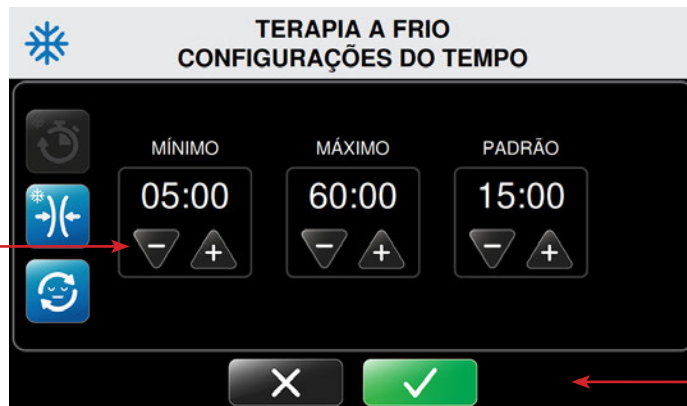 TERAPIA A FRIO
CONFIGURAÇÕES DO TEMPO
MÍNIMO MÁXIMO PADRÃO
05:00 60:00 15:00
- + - + - +